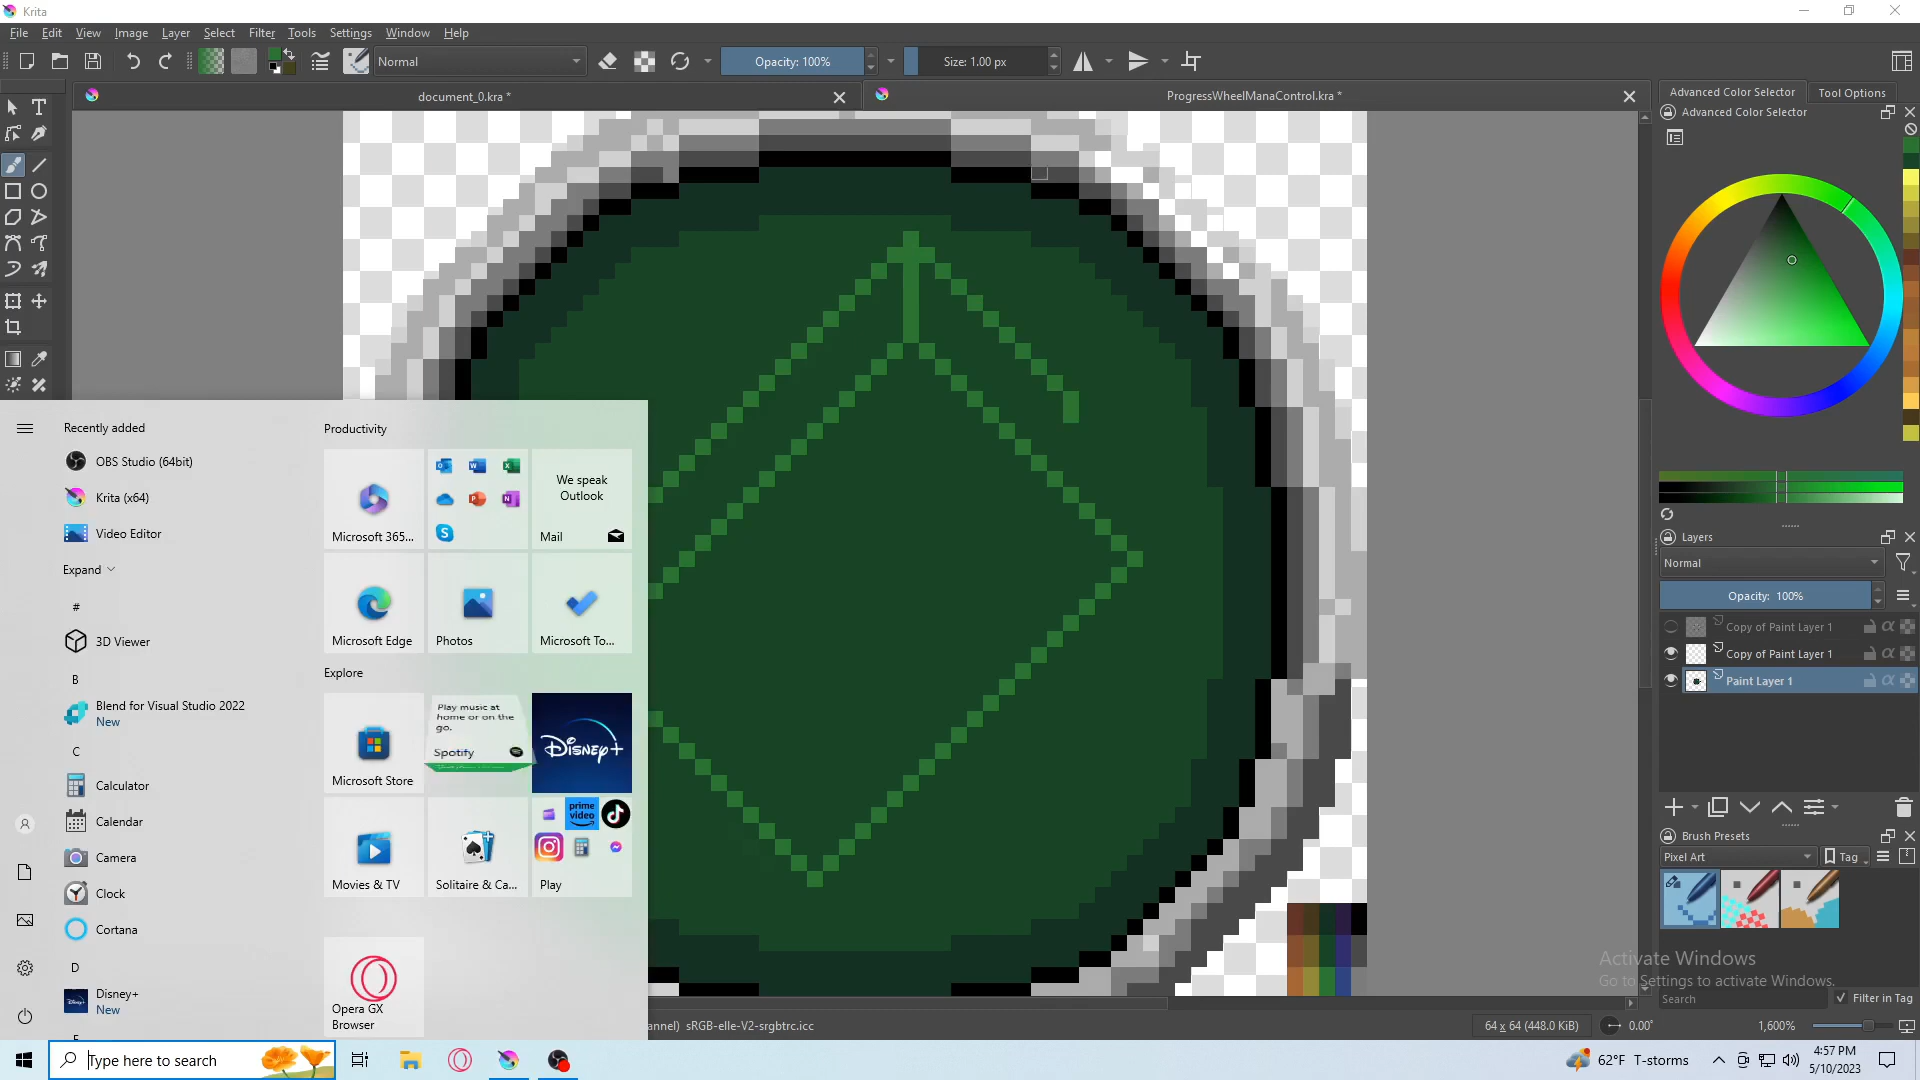 Krita
File Edit View Image Layer Select Filter Tools Settings Window Help
Normal
Opacity: 100%
Size: 1.00 px
document_0.kra *
ProgressWheelManaControl.kra *
Advanced Color Selector
Tool Options
Advanced Color Selector
Layers
Normal
Opacity: 100%
Copy of Paint Layer 1
Copy of Paint Layer 1
Paint Layer 1
Brush Presets
Pixel Art
Tag
Activate Windows
Go to Settings to activate Windows.
Search
Filter in Tag
annel) sRGB-elle-V2-srgbtrc.icc
64 x 64 (448.0 KiB)
0.00°
1,600%
Recently added
OBS Studio (64bit)
Krita (x64)
Video Editor
Expand
#
3D Viewer
B
Blend for Visual Studio 2022
New
C
Calculator
Calendar
Camera
Clock
Cortana
D
Disney+
New
Productivity
Microsoft 365...
We speak
Outlook
Mail
Microsoft Edge
Photos
Microsoft To...
Explore
Microsoft Store
Play music at
home or on the
go.
Spotify
Disney+
Movies & TV
Solitaire & Ca...
prime
video
Play
Opera GX
Browser
Type here to search
62°F T-storms
4:57 PM
5/10/2023